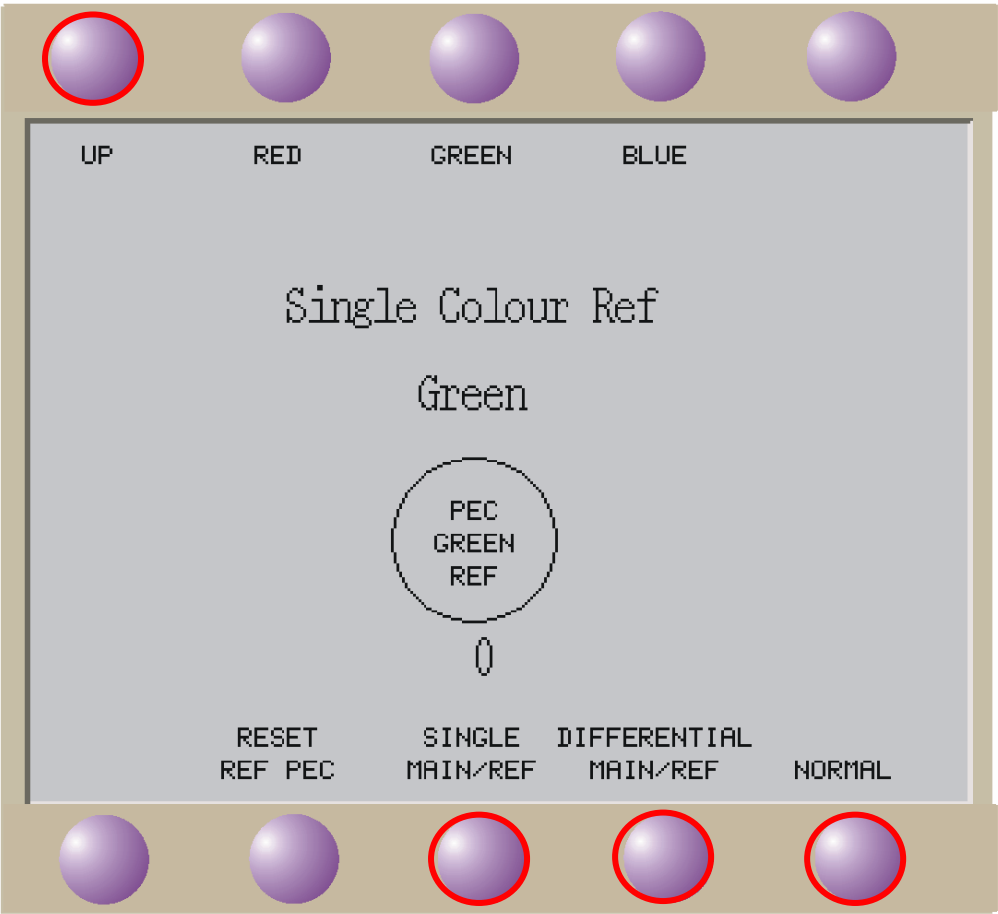 UP RED GREEN BLUE
Single Colour Ref
Green
PEC
GREEN
REF
0
RESET SINGLE DIFFERENTIAL
REF PEC MAIN/REF MAIN/REF NORMAL